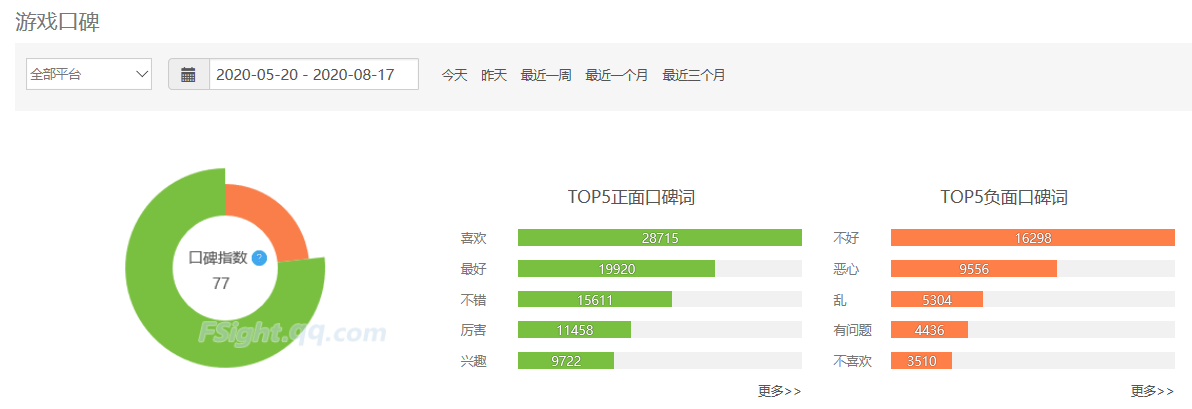 游戏口碑
全部平台 2020-05-20 - 2020-08-17 今天 昨天 最近一周 最近一个月 最近三个月
口碑指数 ?
77
FSight.qq.com
TOP5正面口碑词
喜欢 28715
最好 19920
不错 15611
厉害 11458
兴趣 9722
更多>>
TOP5负面口碑词
不好 16298
恶心 9556
乱 5304
有问题 4436
不喜欢 3510
更多>>